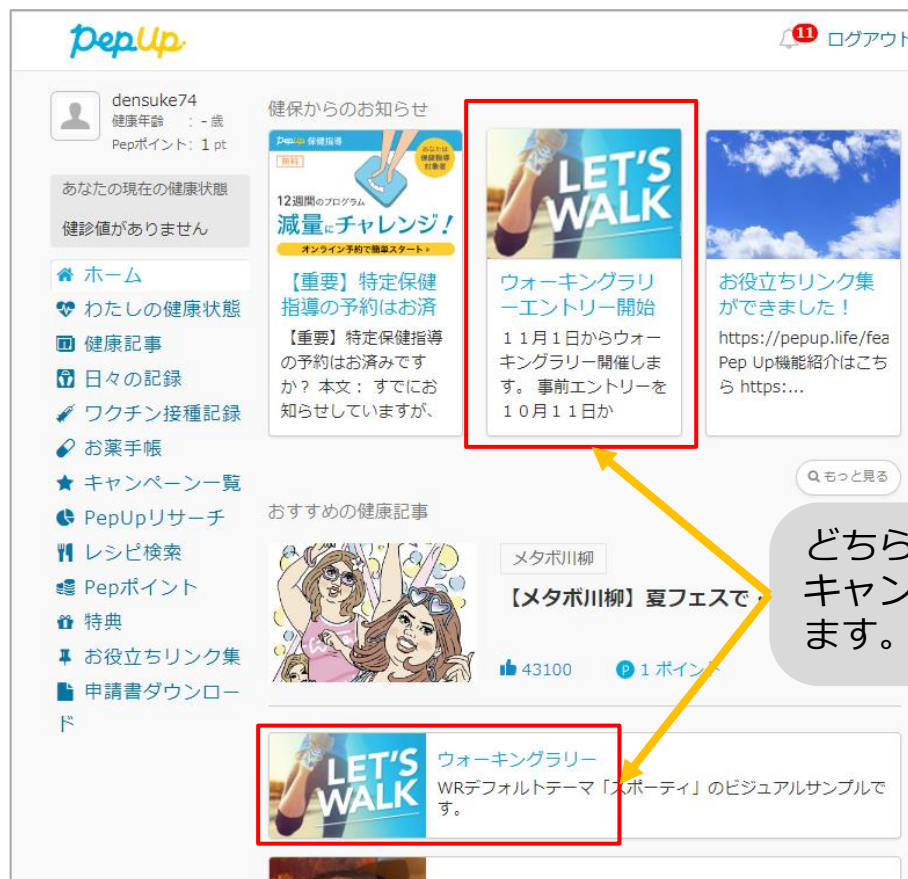 PepUp
11 ログアウト
densuke74
健康年齢 : - 歳
Pepポイント: 1 pt
あなたの現在の健康状態
健診値がありません
ホーム
わたしの健康状態
健康記事
日々の記録
ワクチン接種記録
お薬手帳
キャンペーン一覧
PepUpリサーチ
レシピ検索
Pepポイント
特典
お役立ちリンク集
申請書ダウンロー
ド
健保からのお知らせ
PepUp 保健指導
無料
あなたは
保健指導
対象者
12週間のプログラム
減量にチャレンジ!
オンライン予約で簡単スタート
【重要】特定保健
指導の予約はお済
【重要】特定保健指導
の予約はお済みです
か? 本文: すでにお
知らせしていますが、
LET'S
WALK
ウォーキングラリ
ーエントリー開始
11月1日からウォー
キングラリー開催しま
す。 事前エントリーを
10月11日か
お役立ちリンク集
ができました!
https://pepup.life/fea
Pep Up機能紹介はこち
ら https:...
もっと見る
おすすめの健康記事
メタボ川柳
【メタボ川柳】夏フェスで
43100 P 1 ポイント
どちら
キャン
ます。
LET'S
WALK
ウォーキングラリー
WRデフォルトテーマ「スポーティ」のビジュアルサンプルで
す。